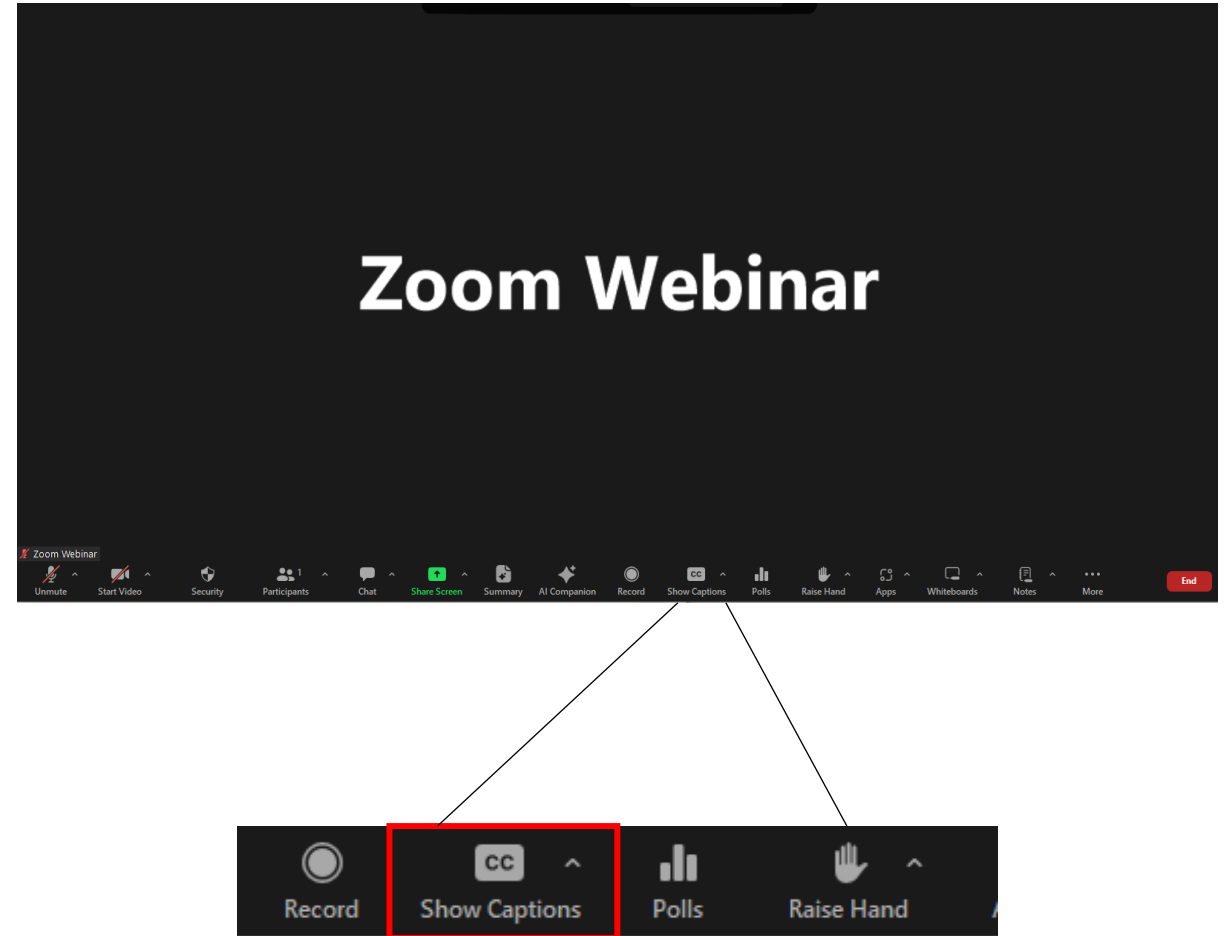 Zoom Webinar
Zoom Webinar
1
Unmute Start Video Security Participants Chat Share Screen Summary AI Companion Record CC Show Captions Polls Raise Hand Apps Whiteboards Notes More End
CC
Record Show Captions Polls Raise Hand